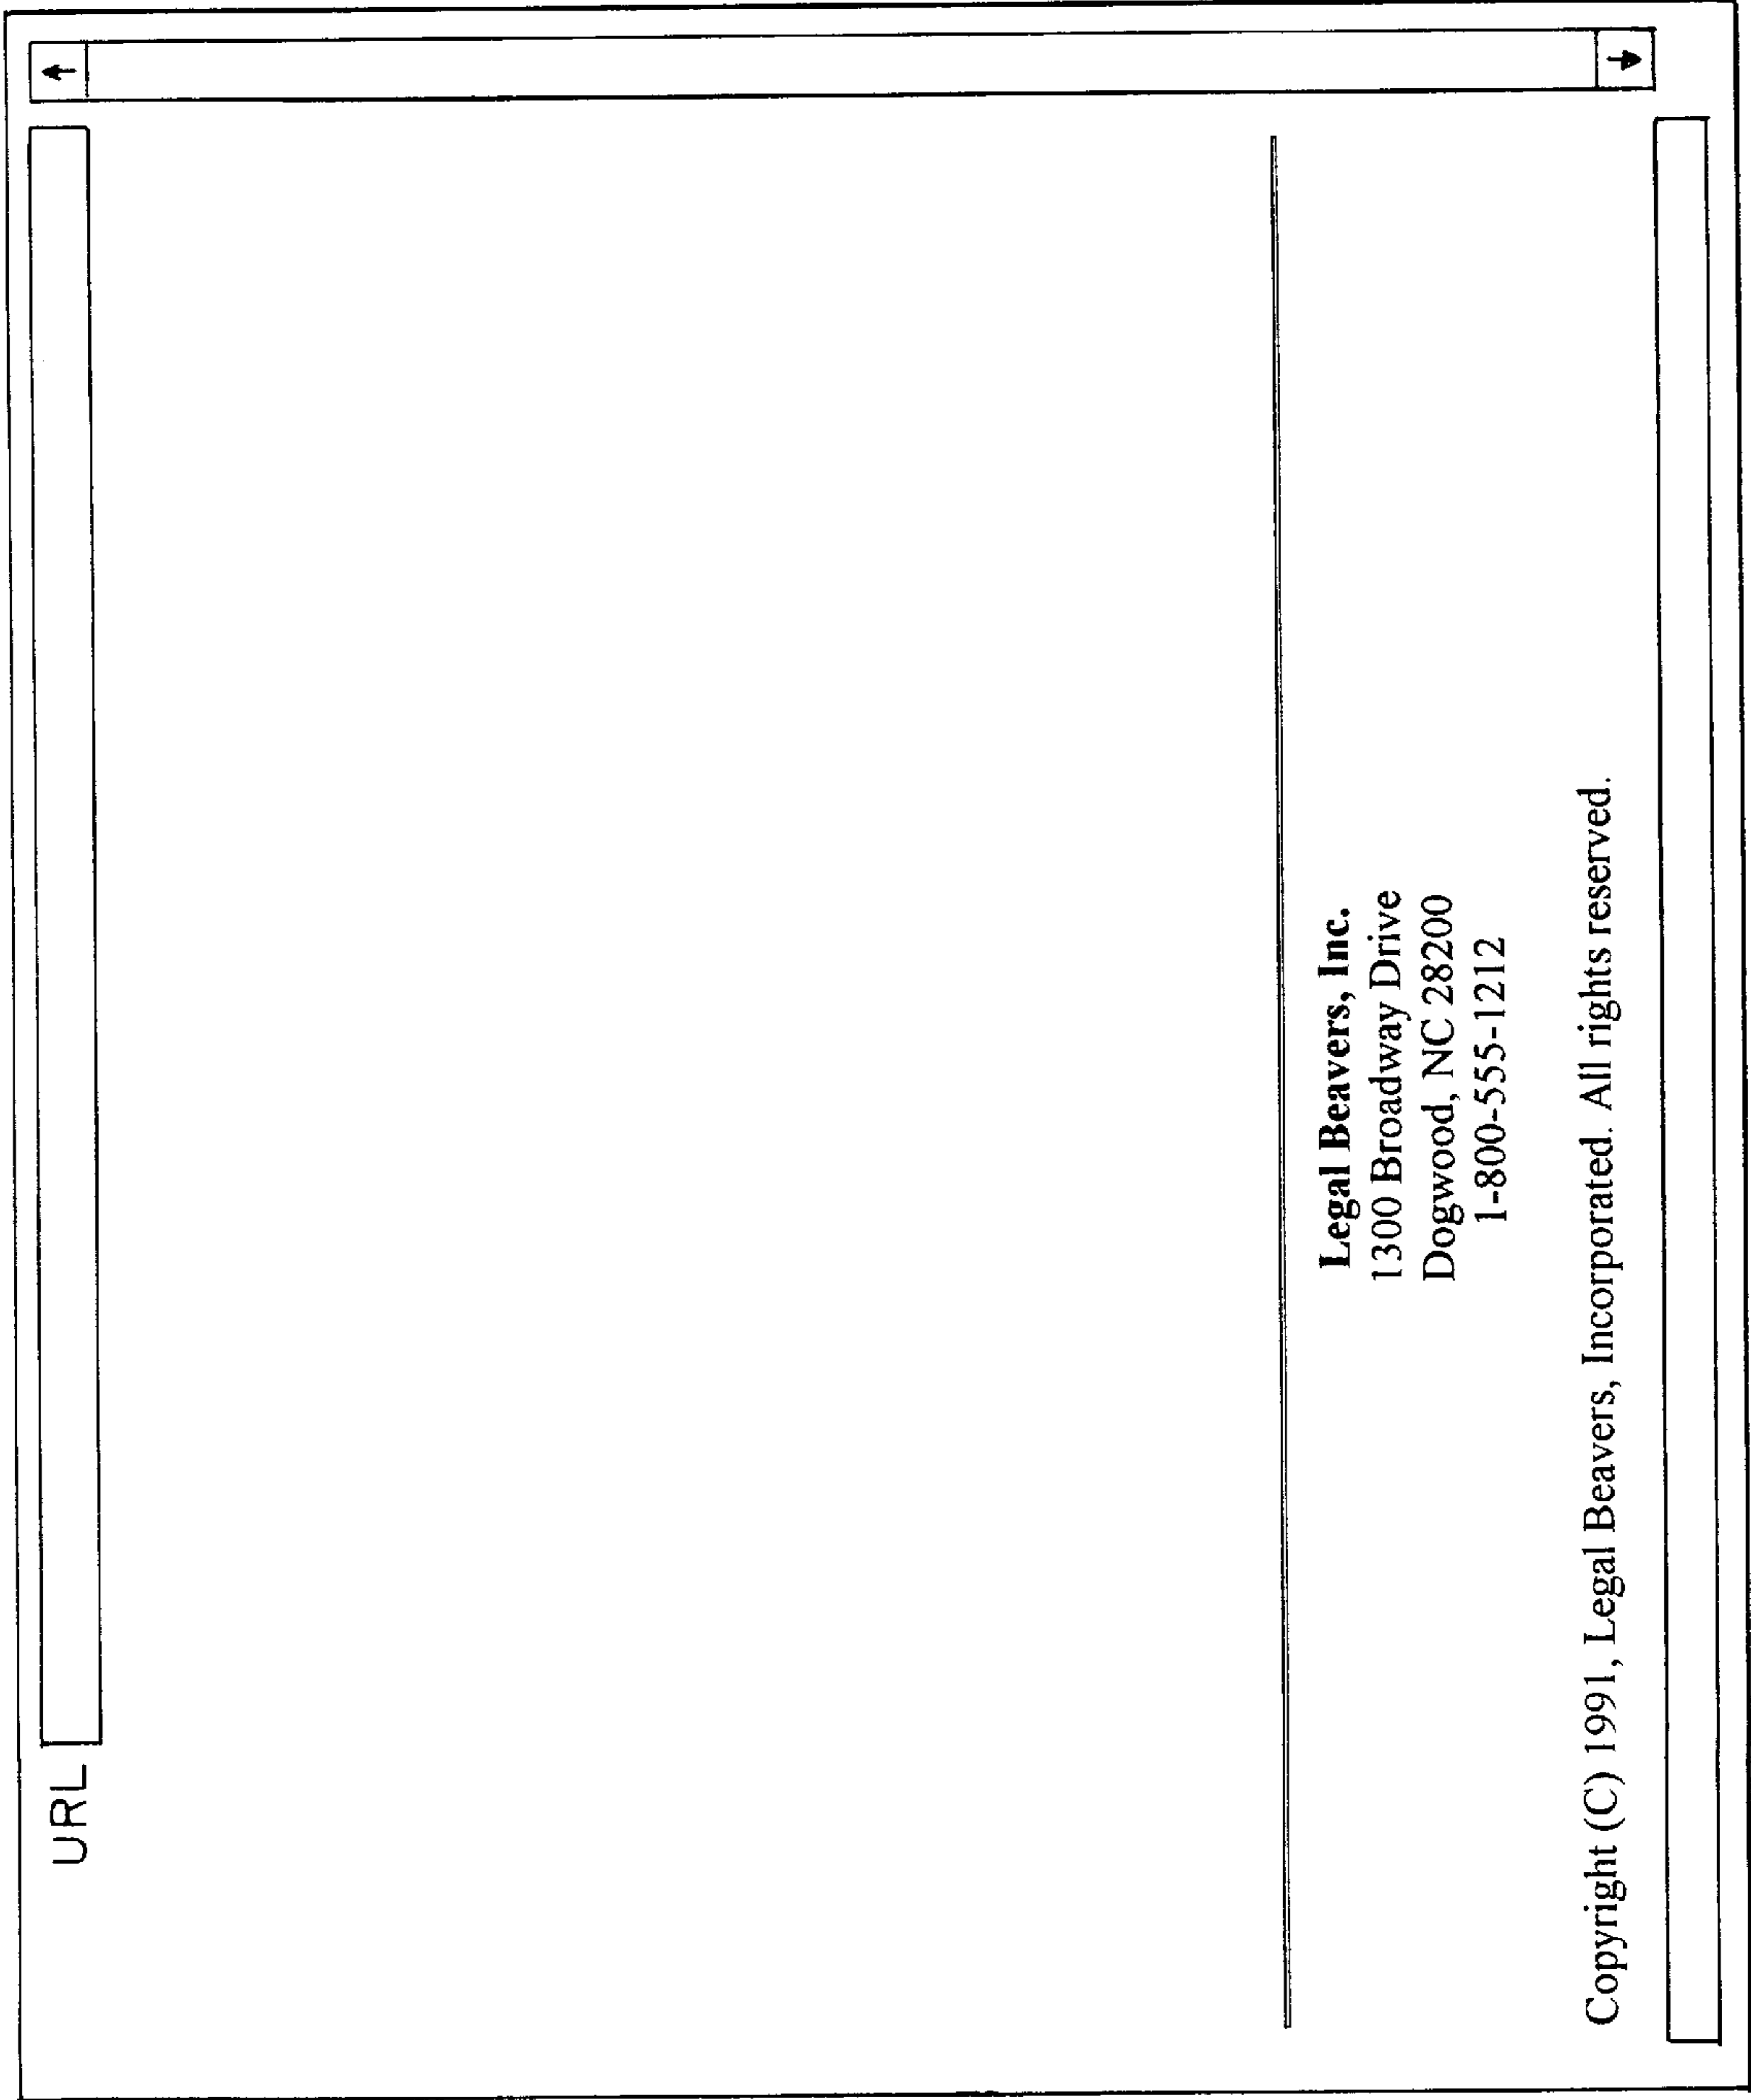 URL
Legal Beavers, Inc.
1300 Broadway Drive
Dogwood, NC 28200
1-800-555-1212
Copyright (C) 1991, Legal Beavers, Incorporated. All rights reserved.